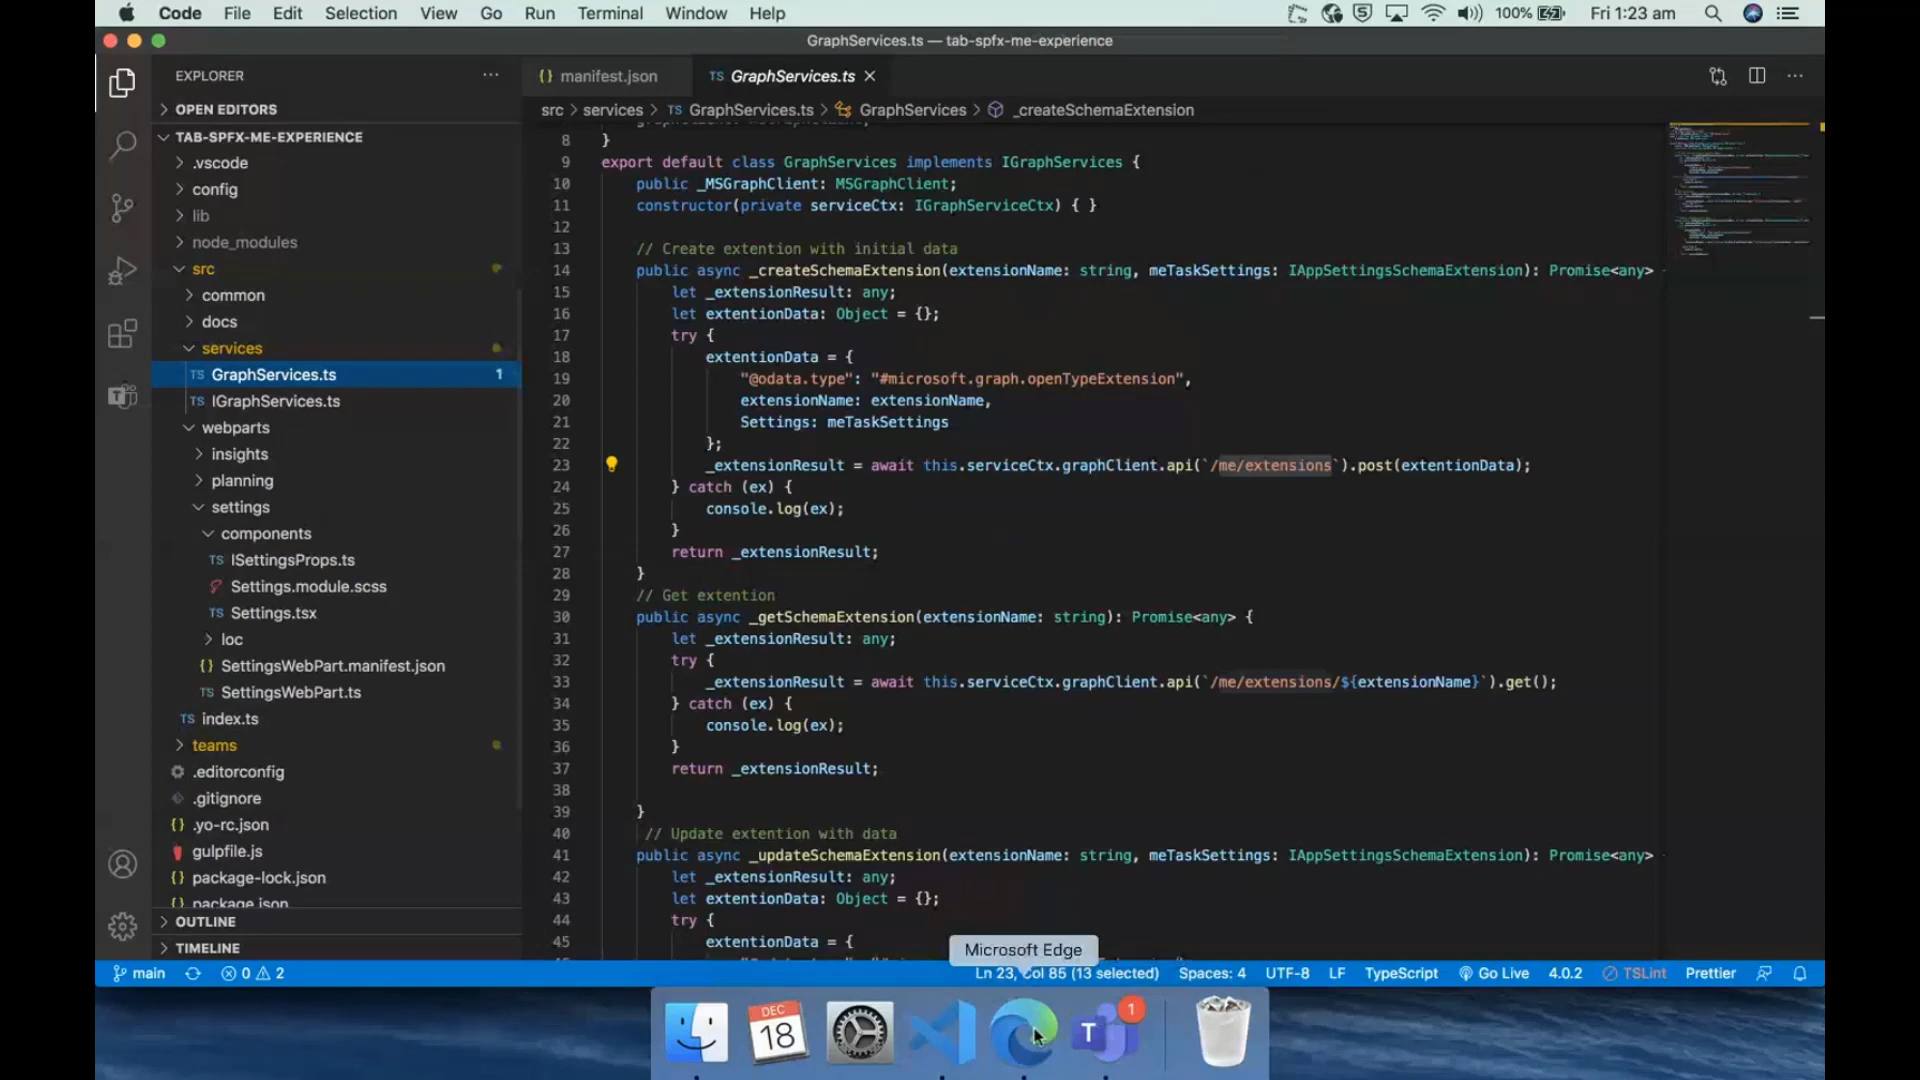 Code File Edit Selection View Go Run Terminal Window Help 100% Fri 1:23 am
GraphServices.ts — tab-spfx-me-experience
EXPLORER
OPEN EDITORS
TAB-SPFX-ME-EXPERIENCE
.vscode
config
lib
node_modules
src
common
docs
services
TS GraphServices.ts 1
TS IGraphServices.ts
webparts
insights
planning
settings
components
TS ISettingsProps.ts
Settings.module.scss
TS Settings.tsx
loc
{} SettingsWebPart.manifest.json
TS SettingsWebPart.ts
TS index.ts
teams
.editorconfig
.gitignore
{} .yo-rc.json
gulpfile.js
{} package-lock.json
{} package.json
OUTLINE
TIMELINE
{} manifest.json TS GraphServices.ts
src > services > TS GraphServices.ts > GraphServices > _createSchemaExtension
8 }
9 export default class GraphServices implements IGraphServices {
10 public _MSGraphClient: MSGraphClient;
11 constructor(private serviceCtx: IGraphServiceCtx) { }
12
13 // Create extention with initial data
14 public async _createSchemaExtension(extensionName: string, meTaskSettings: IAppSettingsSchemaExtension): Promise<any>
15 let _extensionResult: any;
16 let extentionData: Object = {};
17 try {
18 extentionData = {
19 "@odata.type": "#microsoft.graph.openTypeExtension",
20 extensionName: extensionName,
21 Settings: meTaskSettings
22 };
23 _extensionResult = await this.serviceCtx.graphClient.api(`/me/extensions`).post(extentionData);
24 } catch (ex) {
25 console.log(ex);
26 }
27 return _extensionResult;
28 }
29 // Get extention
30 public async _getSchemaExtension(extensionName: string): Promise<any> {
31 let _extensionResult: any;
32 try {
33 _extensionResult = await this.serviceCtx.graphClient.api(`/me/extensions/${extensionName}`).get();
34 } catch (ex) {
35 console.log(ex);
36 }
37 return _extensionResult;
38
39 }
40 // Update extention with data
41 public async _updateSchemaExtension(extensionName: string, meTaskSettings: IAppSettingsSchemaExtension): Promise<any>
42 let _extensionResult: any;
43 let extentionData: Object = {};
44 try {
45 extentionData = {
Microsoft Edge
main 0 2 Ln 23, Col 85 (13 selected) Spaces: 4 UTF-8 LF TypeScript Go Live 4.0.2 TSLint Prettier
DEC
18
T
1